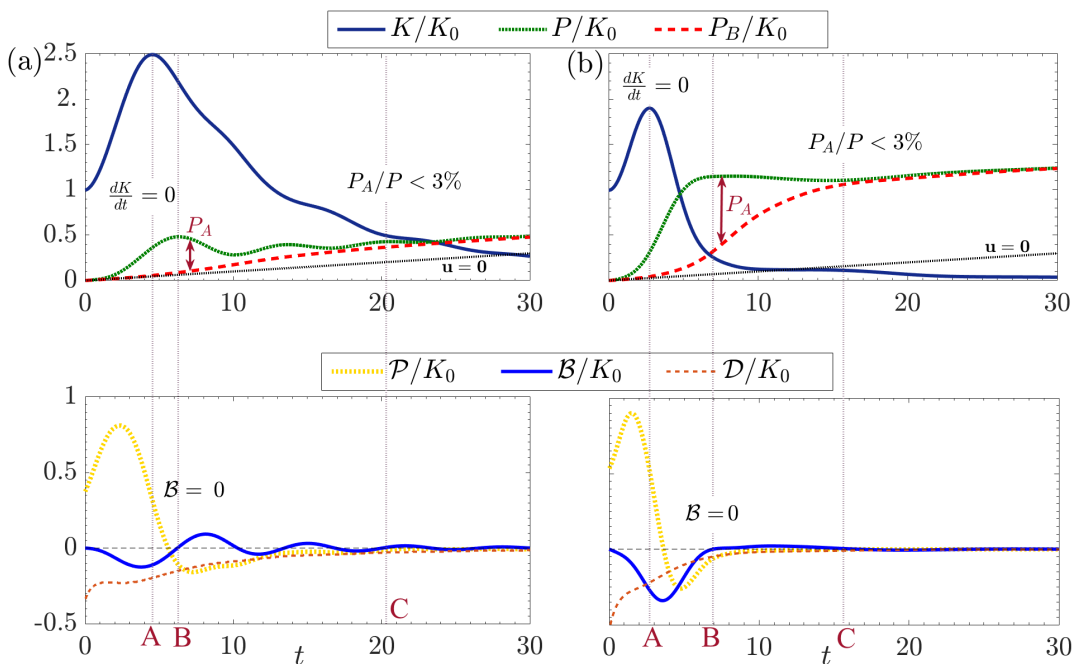 K/K₀ P/K₀ P_B/K₀
(a)
2.5
2.
1.5
1
0.5
0
dK/dt = 0
P_A/P < 3%
P_A
u = 0
0 10 20 30
(b)
dK/dt = 0
P_A/P < 3%
P_A
u = 0
0 10 20 30
𝒫/K₀ ℬ/K₀ 𝒟/K₀
1
0.5
0
-0.5
ℬ = 0
C
A B
0 10 20 30
t
ℬ = 0
A B C
0 10 20 30
t